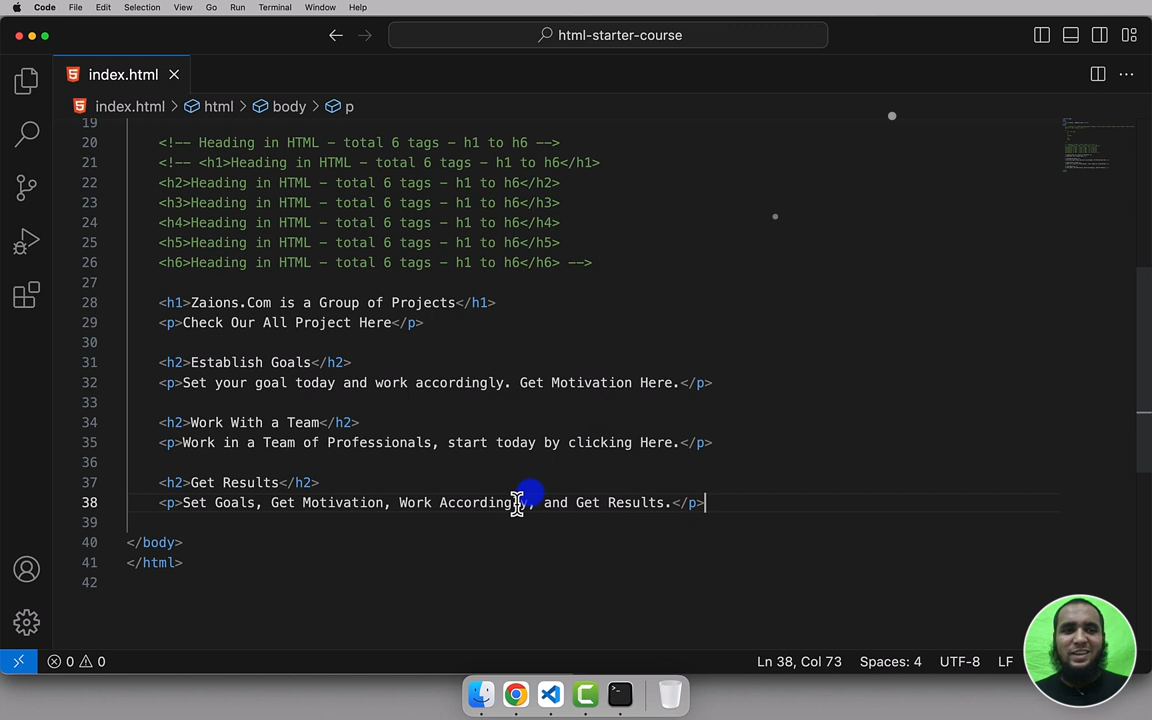 Code File Edit Selection View Go Run Terminal Window Help
html-starter-course
index.html
index.html > html > body > p
19
20 <!-- Heading in HTML - total 6 tags - h1 to h6 -->
21 <!-- <h1>Heading in HTML - total 6 tags - h1 to h6</h1>
22 <h2>Heading in HTML - total 6 tags - h1 to h6</h2>
23 <h3>Heading in HTML - total 6 tags - h1 to h6</h3>
24 <h4>Heading in HTML - total 6 tags - h1 to h6</h4>
25 <h5>Heading in HTML - total 6 tags - h1 to h6</h5>
26 <h6>Heading in HTML - total 6 tags - h1 to h6</h6> -->
27
28 <h1>Zaions.Com is a Group of Projects</h1>
29 <p>Check Our All Project Here</p>
30
31 <h2>Establish Goals</h2>
32 <p>Set your goal today and work accordingly. Get Motivation Here.</p>
33
34 <h2>Work With a Team</h2>
35 <p>Work in a Team of Professionals, start today by clicking Here.</p>
36
37 <h2>Get Results</h2>
38 <p>Set Goals, Get Motivation, Work Accordingly, and Get Results.</p>
39
40 </body>
41 </html>
42
0 0 Ln 38, Col 73 Spaces: 4 UTF-8 LF